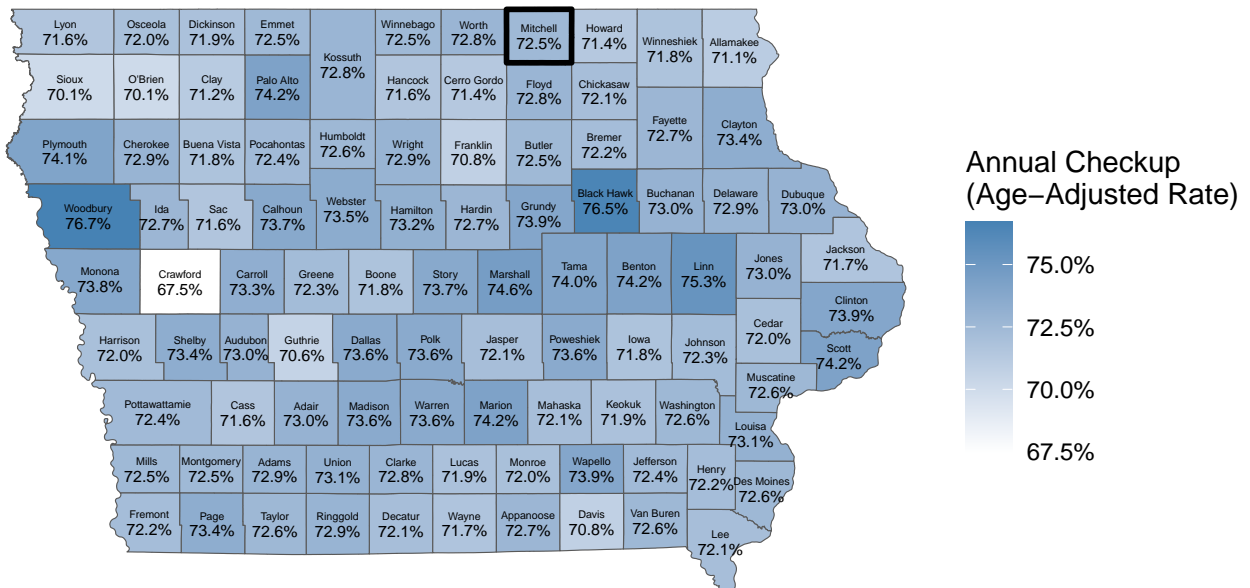 Lyon
71.6%
Osceola
72.0%
Dickinson
71.9%
Emmet
72.5%
Kossuth
72.8%
Winnebago
72.5%
Worth
72.8%
Mitchell
72.5%
Howard
71.4%
Winneshiek
71.8%
Allamakee
71.1%
Sioux
70.1%
O'Brien
70.1%
Clay
71.2%
Palo Alto
74.2%
Hancock
71.6%
Cerro Gordo
71.4%
Floyd
72.8%
Chickasaw
72.1%
Fayette
72.7%
Clayton
73.4%
Plymouth
74.1%
Cherokee
72.9%
Buena Vista
71.8%
Pocahontas
72.4%
Humboldt
72.6%
Wright
72.9%
Franklin
70.8%
Butler
72.5%
Bremer
72.2%
Woodbury
76.7%
Ida
72.7%
Sac
71.6%
Calhoun
73.7%
Webster
73.5%
Hamilton
73.2%
Hardin
72.7%
Grundy
73.9%
Black Hawk
76.5%
Buchanan
73.0%
Delaware
72.9%
Dubuque
73.0%
Monona
73.8%
Crawford
67.5%
Carroll
73.3%
Greene
72.3%
Boone
71.8%
Story
73.7%
Marshall
74.6%
Tama
74.0%
Benton
74.2%
Linn
75.3%
Jones
73.0%
Jackson
71.7%
Clinton
73.9%
Harrison
72.0%
Shelby
73.4%
Audubon
73.0%
Guthrie
70.6%
Dallas
73.6%
Polk
73.6%
Jasper
72.1%
Poweshiek
73.6%
Iowa
71.8%
Johnson
72.3%
Cedar
72.0%
Scott
74.2%
Muscatine
72.6%
Pottawattamie
72.4%
Cass
71.6%
Adair
73.0%
Madison
73.6%
Warren
73.6%
Marion
74.2%
Mahaska
72.1%
Keokuk
71.9%
Washington
72.6%
Louisa
73.1%
Mills
72.5%
Montgomery
72.5%
Adams
72.9%
Union
73.1%
Clarke
72.8%
Lucas
71.9%
Monroe
72.0%
Wapello
73.9%
Jefferson
72.4%
Henry
72.2%
Des Moines
72.6%
Fremont
72.2%
Page
73.4%
Taylor
72.6%
Ringgold
72.9%
Decatur
72.1%
Wayne
71.7%
Appanoose
72.7%
Davis
70.8%
Van Buren
72.6%
Lee
72.1%
Annual Checkup
(Age−Adjusted Rate)
75.0%
72.5%
70.0%
67.5%